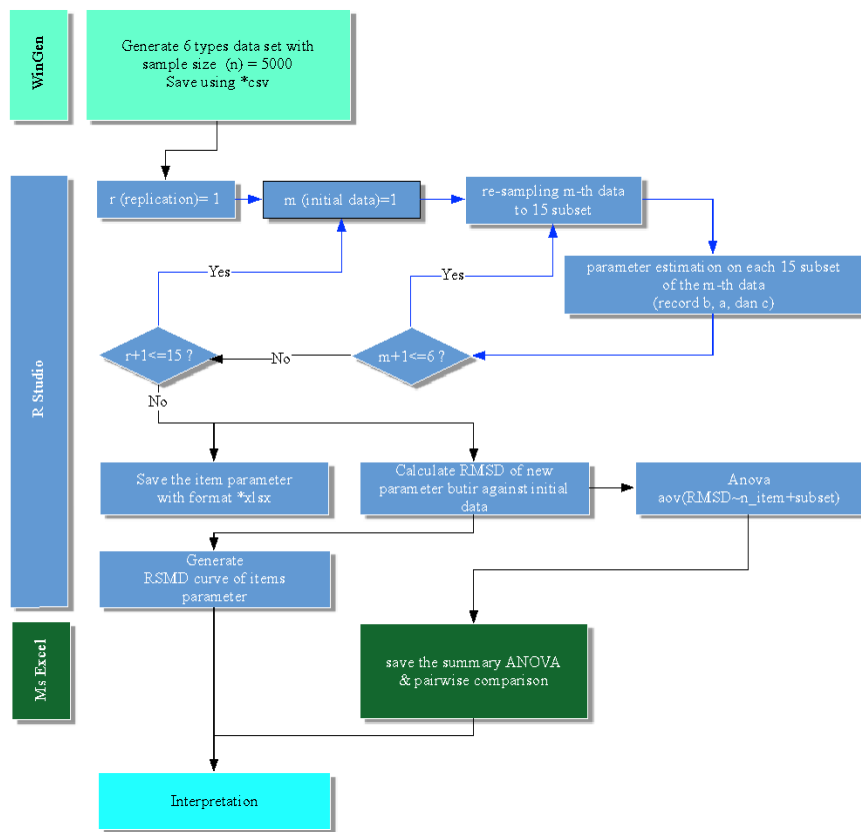 WinGen
Generate 6 types data set with
sample size (n) = 5000
Save using *csv
R Studio
r (replication)= 1
m (initial data)=1
re-sampling m-th data
to 15 subset
parameter estimation on each 15 subset
of the m-th data
(record b, a, dan c)
Yes
Yes
r+1<=15 ?
No
m+1<=6 ?
No
Save the item parameter
with format *xlsx
Calculate RMSD of new
parameter butir against initial
data
Anova
aov(RMSD~n_item+subset)
Generate
RSMD curve of items
parameter
Ms Excel
save the summary ANOVA
& pairwise comparison
Interpretation